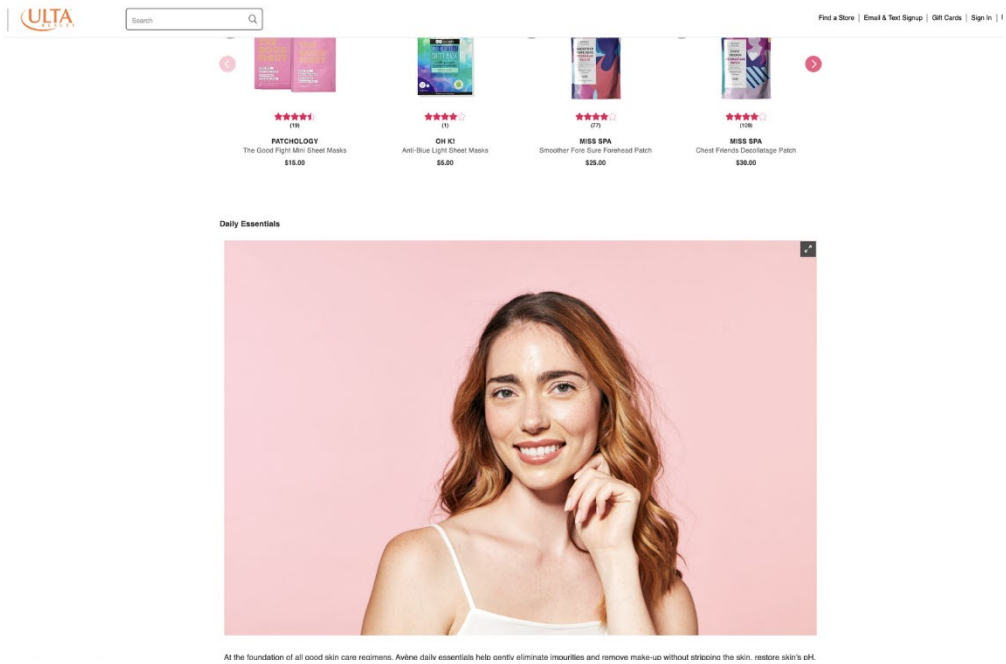 ULTA
BEAUTY
Search
Find a Store | Email & Text Signup | Gift Cards | Sign In |
(19)
(1)
(77)
(109)
PATCHOLOGY
OH K!
MISS SPA
MISS SPA
The Good Fight Mini Sheet Masks
Anti-Blue Light Sheet Masks
Smoother Fore Sure Forehead Patch
Chest Friends Decolletage Patch
$15.00
$5.00
$25.00
$30.00
Daily Essentials
At the foundation of all good skin care regimens, Avène daily essentials help gently eliminate impurities and remove make-up without stripping the skin, restore skin's pH,